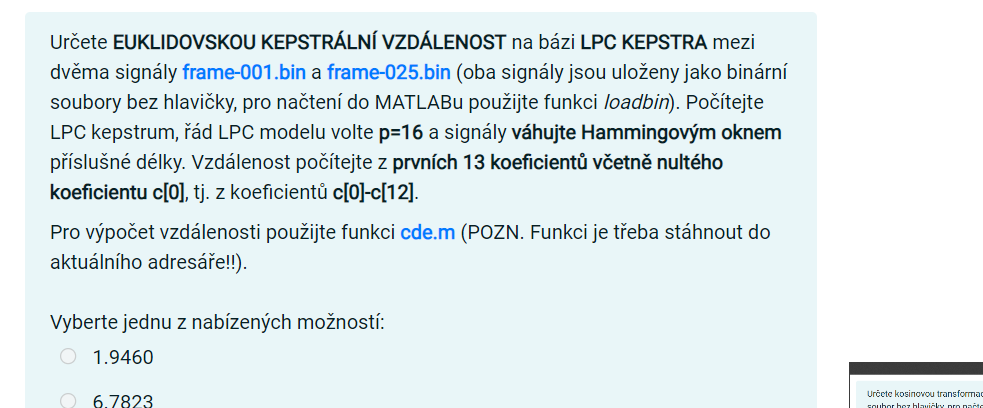 Určete EUKLIDOVSKOU KEPSTRÁLNÍ VZDÁLENOST na bázi LPC KEPSTRA mezi
dvěma signály frame-001.bin a frame-025.bin (oba signály jsou uloženy jako binární
soubory bez hlavičky, pro načtení do MATLABu použijte funkci loadbin). Počítejte
LPC kepstrum, řád LPC modelu volte p=16 a signály váhujte Hammingovým oknem
příslušné délky. Vzdálenost počítejte z prvních 13 koeficientů včetně nultého
koeficientu c[0], tj. z koeficientů c[0]-c[12].
Pro výpočet vzdálenosti použijte funkci cde.m (POZN. Funkci je třeba stáhnout do
aktuálního adresáře!!).
Vyberte jednu z nabízených možností:
1.9460
6.7823
Určete kosinovou transformac
soubor bez hlavičky, pro načte